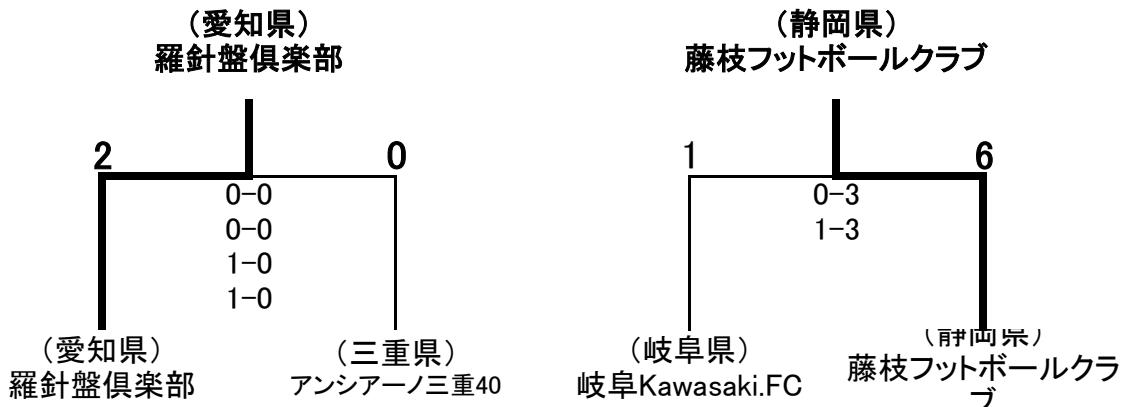 （愛知県）
羅針盤倶楽部
（静岡県）
藤枝フットボールクラブ
2
0
0-0
0-0
1-0
1-0
1
6
0-3
1-3
（愛知県）
羅針盤倶楽部
（三重県）
アンシアーノ三重40
（岐阜県）
岐阜Kawasaki.FC
（静岡県）
藤枝フットボールクラ
ブ